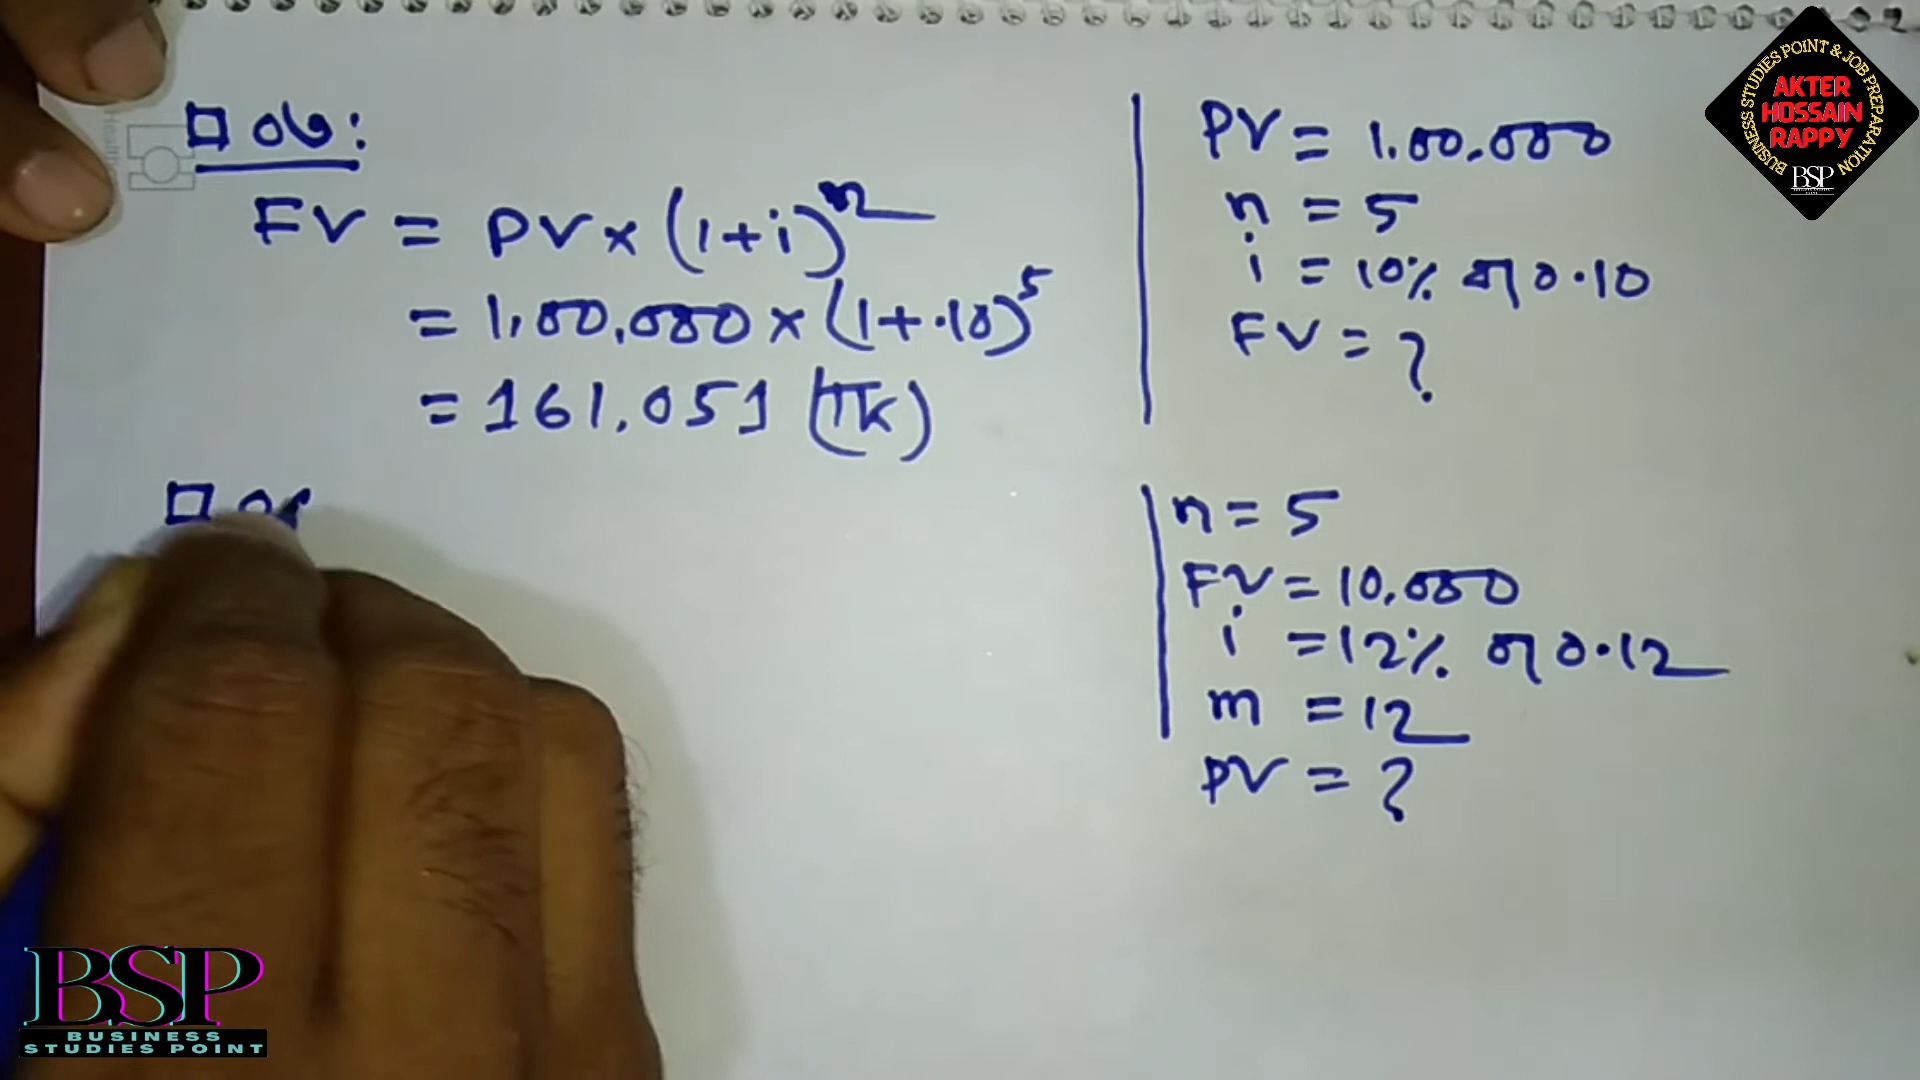 ০৬:
FV = PV × (1+i)^n
= 1,00,000 × (1+.10)^5
= 161,051 (TK)
PV = 1,00,000
n = 5
i = 10% বা 0.10
FV = ?
n = 5
FV = 10,000
i = 12% বা 0.12
m = 12
PV = ?
BUSINESS STUDIES POINT & JOB PREPARATION
AKTER
HOSSAIN
RAPPY
BSP
BSP
BUSINESS
STUDIES POINT